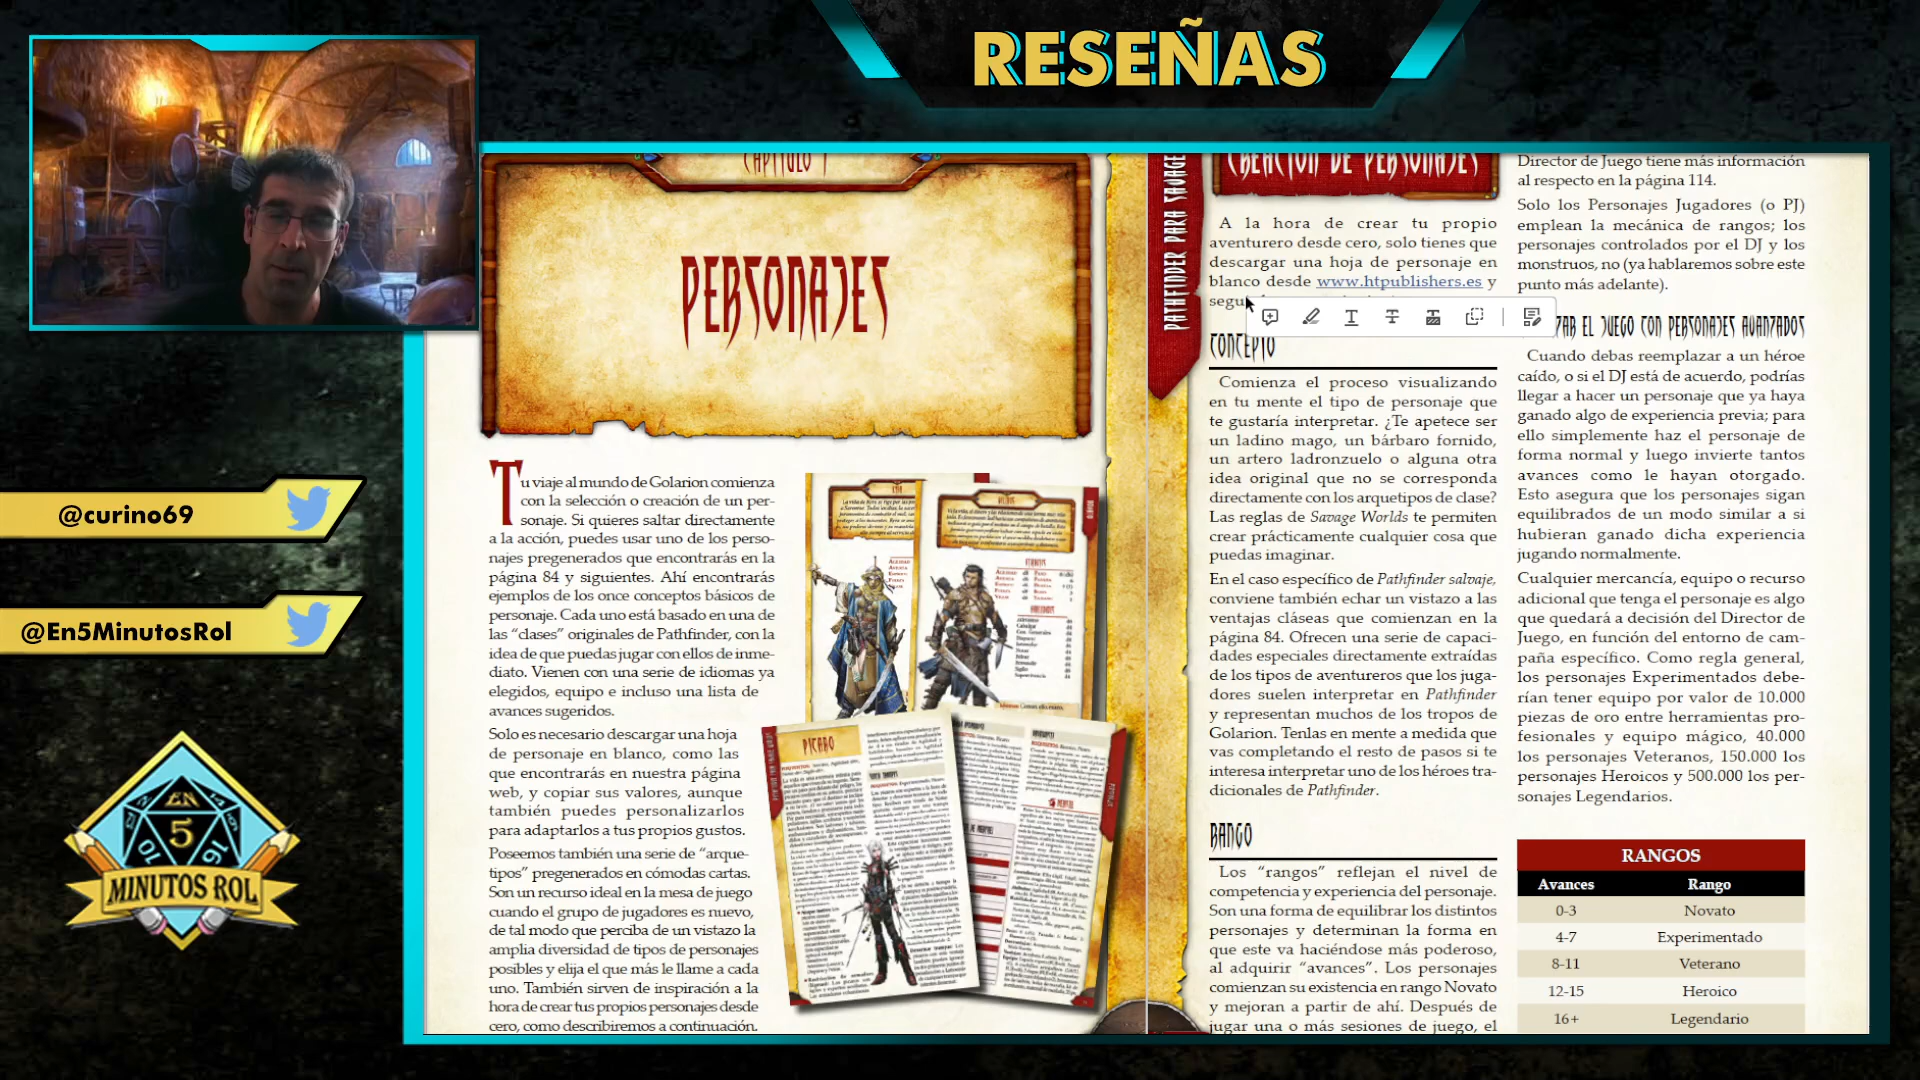 RESEÑAS
@curino69
@En5MinutosRol
EN
5
MINUTOS ROL
CAPÍTULO 1
PERSONAJES
Tu viaje al mundo de Golarion comienza
con la selección o creación de un per-
sonaje. Si quieres saltar directamente
a la acción, puedes usar uno de los perso-
najes pregenerados que encontrarás en la
página 84 y siguientes. Ahí encontrarás
ejemplos de los once conceptos básicos de
personaje. Cada uno está basado en una de
las “clases” originales de Pathfinder, con la
idea de que puedas jugar con ellos de inme-
diato. Vienen con una serie de idiomas ya
elegidos, equipo e incluso una lista de
avances sugeridos.
Solo es necesario descargar una hoja
de personaje en blanco, como las
que encontrarás en nuestra página
web, y copiar sus valores, aunque
también puedes personalizarlos
para adaptarlos a tus propios gustos.
Poseemos también una serie de “arque-
tipos” pregenerados en cómodas cartas.
Son un recurso ideal en la mesa de juego
cuando el grupo de jugadores es nuevo,
de tal modo que perciba de un vistazo la
amplia diversidad de tipos de personajes
posibles y elija el que más le llame a cada
uno. También sirven de inspiración a la
hora de crear tus propios personajes desde
cero, como describiremos a continuación.
PÍCARO
PATHFINDER PARA SAVAGE
CREACIÓN DE PERSONAJES
A la hora de crear tu propio
aventurero desde cero, solo tienes que
descargar una hoja de personaje en
blanco desde www.htpublishers.es y
CONCEPTO
Comienza el proceso visualizando
en tu mente el tipo de personaje que
te gustaría interpretar. ¿Te apetece ser
un ladino mago, un bárbaro fornido,
un artero ladronzuelo o alguna otra
idea original que no se corresponda
directamente con los arquetipos de clase?
Las reglas de Savage Worlds te permiten
crear prácticamente cualquier cosa que
puedas imaginar.
En el caso específico de Pathfinder salvaje,
conviene también echar un vistazo a las
ventajas cláseas que comienzan en la
página 84. Ofrecen una serie de capaci-
dades especiales directamente extraídas
de los tipos de aventureros que los juga-
dores suelen interpretar en Pathfinder
y representan muchos de los tropos de
Golarion. Tenlas en mente a medida que
vas completando el resto de pasos si te
interesa interpretar uno de los héroes tra-
dicionales de Pathfinder.
RANGO
Los “rangos” reflejan el nivel de
competencia y experiencia del personaje.
Son una forma de equilibrar los distintos
personajes y determinan la forma en
que este va haciéndose más poderoso,
al adquirir “avances”. Los personajes
comienzan su existencia en rango Novato
y mejoran a partir de ahí. Después de
jugar una o más sesiones de juego, el
Director de Juego tiene más información
al respecto en la página 114.
Solo los Personajes Jugadores (o PJ)
emplean la mecánica de rangos; los
personajes controlados por el DJ y los
monstruos, no (ya hablaremos sobre este
punto más adelante).
EL JUEGO CON PERSONAJES AVANZADOS
Cuando debas reemplazar a un héroe
caído, o si el DJ está de acuerdo, podrías
llegar a hacer un personaje que ya haya
ganado algo de experiencia previa; para
ello simplemente haz el personaje de
forma normal y luego invierte tantos
avances como le hayan otorgado.
Esto asegura que los personajes sigan
equilibrados de un modo similar a si
hubieran ganado dicha experiencia
jugando normalmente.
Cualquier mercancía, equipo o recurso
adicional que tenga el personaje es algo
que quedará a decisión del Director de
Juego, en función del entorno de cam-
paña específico. Como regla general,
los personajes Experimentados debe-
rían tener equipo por valor de 10.000
piezas de oro entre herramientas pro-
fesionales y equipo mágico, 40.000
los personajes Veteranos, 150.000 los
personajes Heroicos y 500.000 los per-
sonajes Legendarios.
RANGOS
Avances Rango
0-3 Novato
4-7 Experimentado
8-11 Veterano
12-15 Heroico
16+ Legendario